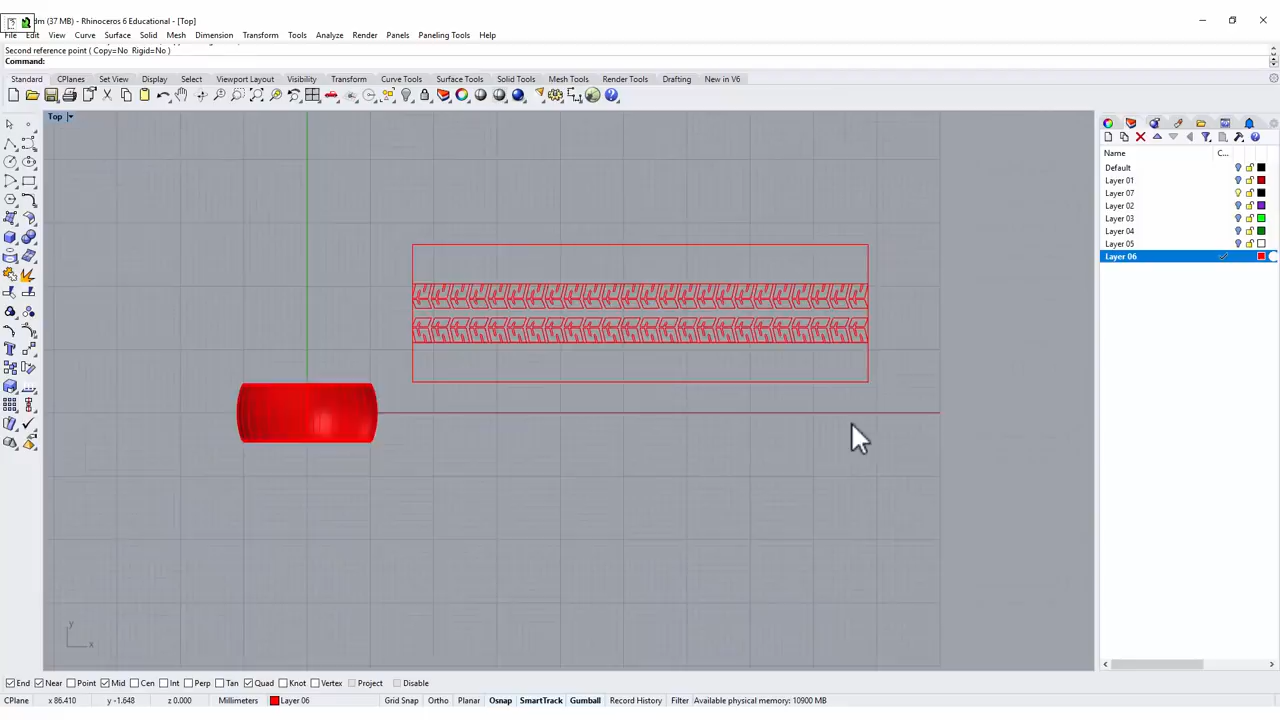 dm (37 MB) - Rhinoceros 6 Educational - [Top]
File Edit View Curve Surface Solid Mesh Dimension Transform Tools Analyze Render Panels Paneling Tools Help
Second reference point ( Copy=No Rigid=No )
Command:
Standard CPlanes Set View Display Select Viewport Layout Visibility Transform Curve Tools Surface Tools Solid Tools Mesh Tools Render Tools Drafting New in V6
Top
Name C...
Default
Layer 01
Layer 07
Layer 02
Layer 03
Layer 04
Layer 05
Layer 06
y
x
End Near Point Mid Cen Int Perp Tan Quad Knot Vertex Project Disable
CPlane x 86.410 y -1.648 z 0.000 Millimeters Layer 06 Grid Snap Ortho Planar Osnap SmartTrack Gumball Record History Filter Available physical memory: 10900 MB